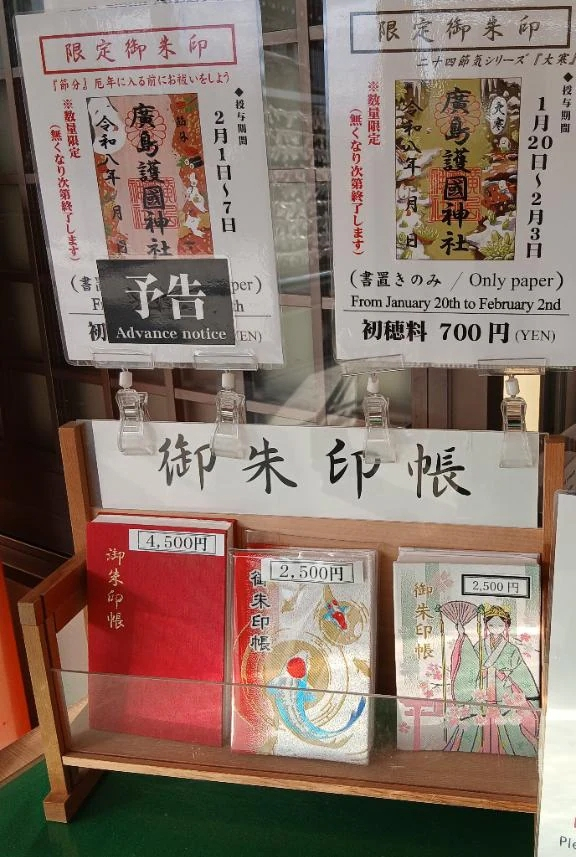 限定御朱印
『節分』厄年に入る前にお祓いをしよう
◆授与期間
2月1日〜7日
廣島護國神社
令和八年 月 日
※数量限定
(無くなり次第終了します)
予告
Advance notice
限定御朱印
二十四節気シリーズ『大寒』
◆授与期間
1月20日〜2月3日
大寒
廣島護國神社
令和八年 月 日
※数量限定
(無くなり次第終了します)
(書置きのみ / Only paper)
From January 20th to February 2nd
初穂料 700円 (YEN)
御朱印帳
4,500円
御朱印帳
2,500円
御朱印帳
2,500円
御朱印帳